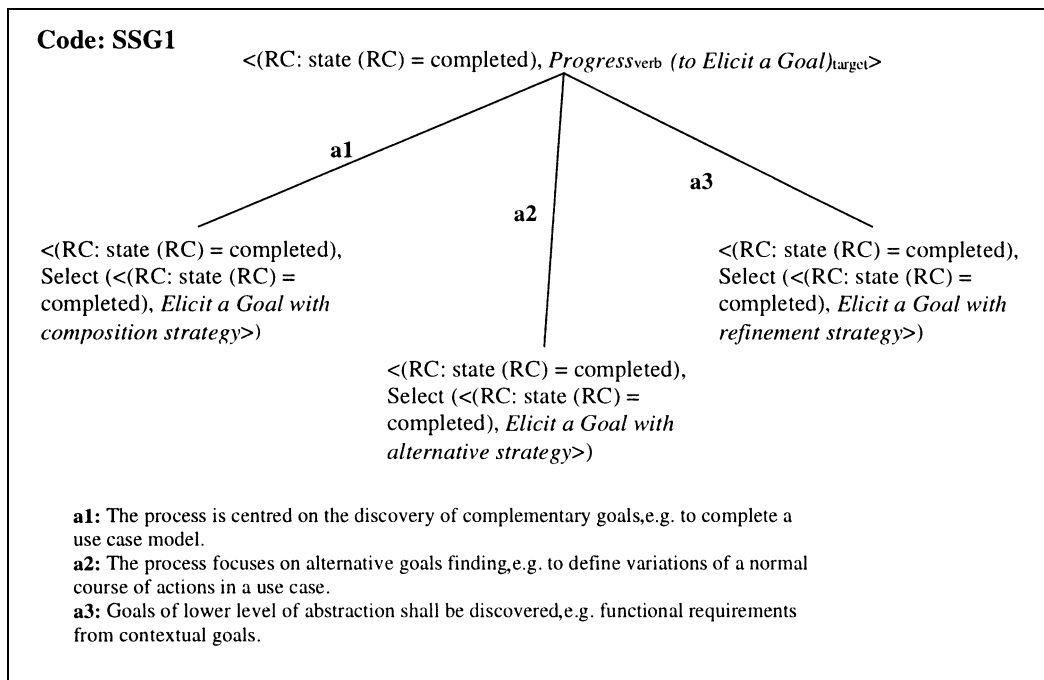 Code: SSG1
<(RC: state (RC) = completed), Progressverb (to Elicit a Goal)target>
a1
a2
a3
<(RC: state (RC) = completed),
Select (<(RC: state (RC) =
completed), Elicit a Goal with
composition strategy>)
<(RC: state (RC) = completed),
Select (<(RC: state (RC) =
completed), Elicit a Goal with
alternative strategy>)
<(RC: state (RC) = completed),
Select (<(RC: state (RC) =
completed), Elicit a Goal with
refinement strategy>)
a1: The process is centred on the discovery of complementary goals,e.g. to complete a
use case model.
a2: The process focuses on alternative goals finding,e.g. to define variations of a normal
course of actions in a use case.
a3: Goals of lower level of abstraction shall be discovered,e.g. functional requirements
from contextual goals.